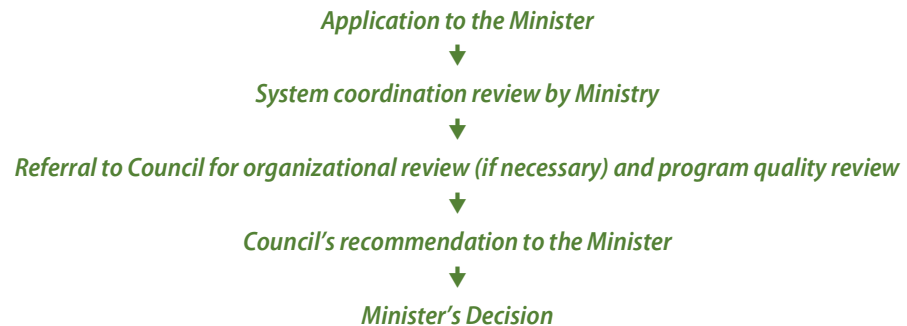 Application to the Minister
System coordination review by Ministry
Referral to Council for organizational review (if necessary) and program quality review
Council’s recommendation to the Minister
Minister’s Decision